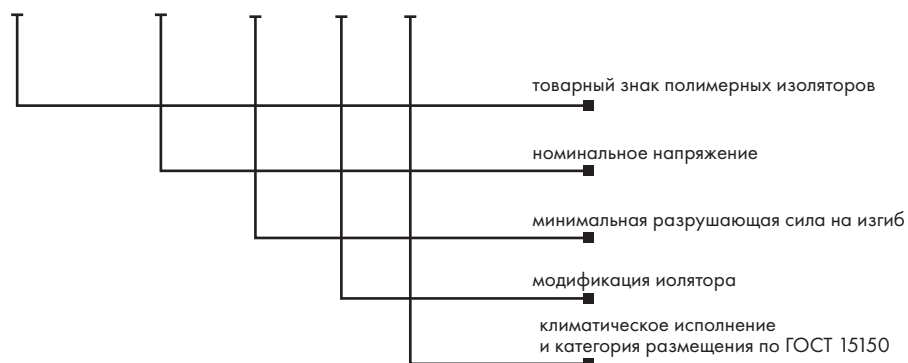 товарный знак полимерных изоляторов
номинальное напряжение
минимальная разрушающая сила на изгиб
модификация иолятора
климатическое исполнение
и категория размещения по ГОСТ 15150